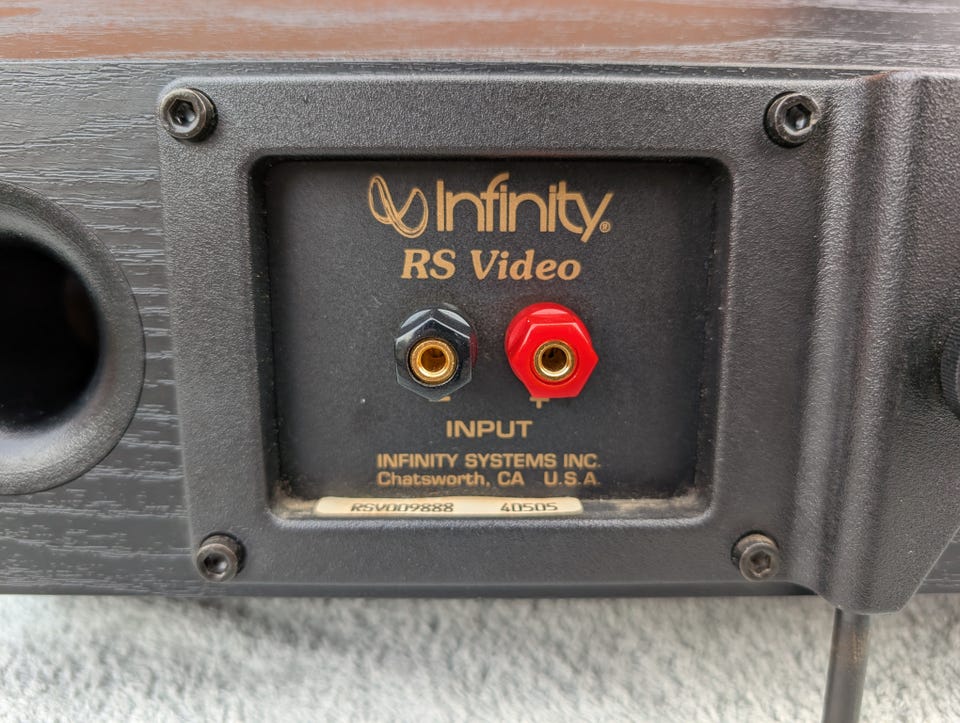 Infinity®
RS Video
- +
INPUT
INFINITY SYSTEMS INC.
Chatsworth, CA U.S.A.
RSV009888 40505